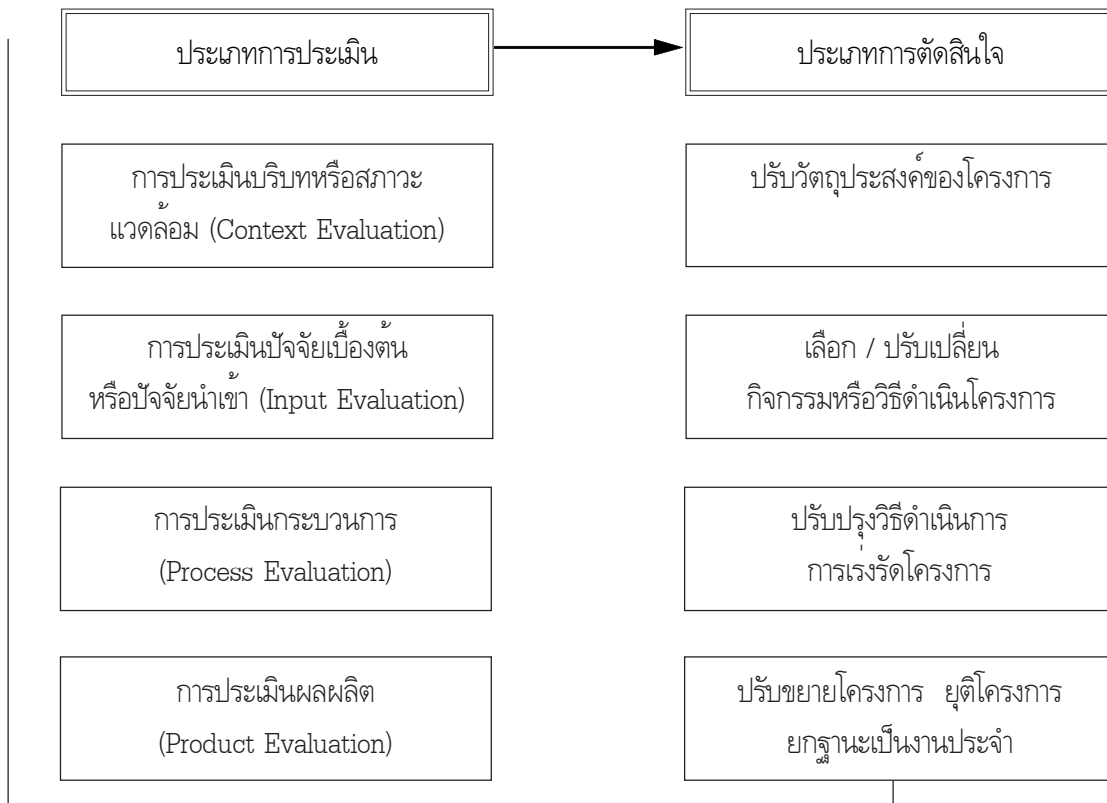 ประเภทการประเมิน
ประเภทการตัดสินใจ
การประเมินบริบทหรือสภาวะ
แวดล้อม (Context Evaluation)
ปรับวัตถุประสงค์ของโครงการ
การประเมินปัจจัยเบื้องต้น
หรือปัจจัยนำเข้า (Input Evaluation)
เลือก / ปรับเปลี่ยน
กิจกรรมหรือวิธีดำเนินโครงการ
การประเมินกระบวนการ
(Process Evaluation)
ปรับปรุงวิธีดำเนินการ
การเร่งรัดโครงการ
การประเมินผลผลิต
(Product Evaluation)
ปรับขยายโครงการ ยุติโครงการ
ยกฐานะเป็นงานประจำ